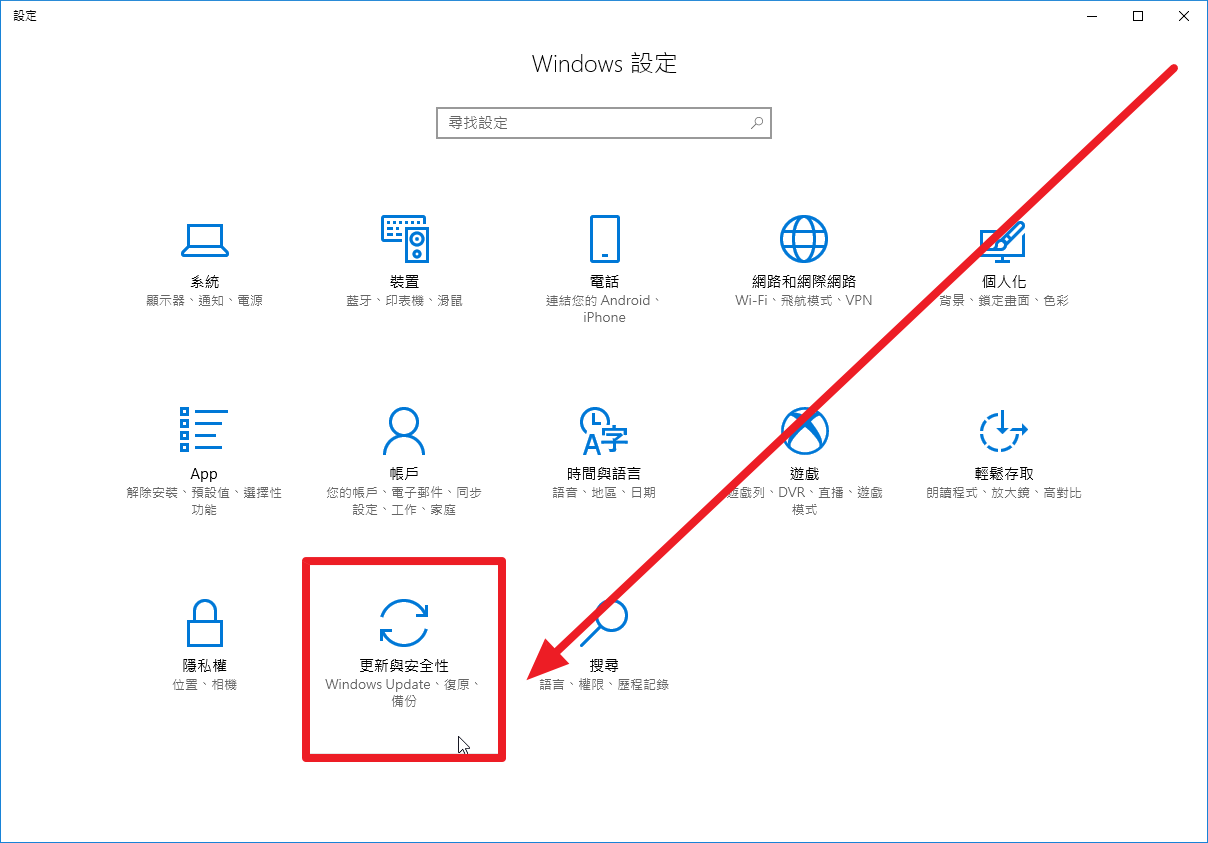 設定
Windows 設定
尋找設定
系統
顯示器、通知、電源
裝置
藍牙、印表機、滑鼠
電話
連結您的 Android、
iPhone
網路和網際網路
Wi-Fi、飛航模式、VPN
個人化
背景、鎖定畫面、色彩
App
解除安裝、預設值、選擇性
功能
帳戶
您的帳戶、電子郵件、同步
設定、工作、家庭
時間與語言
語音、地區、日期
遊戲
遊戲列、DVR、直播、遊戲
模式
輕鬆存取
朗讀程式、放大鏡、高對比
隱私權
位置、相機
更新與安全性
Windows Update、復原、
備份
搜尋
語言、權限、歷程記錄